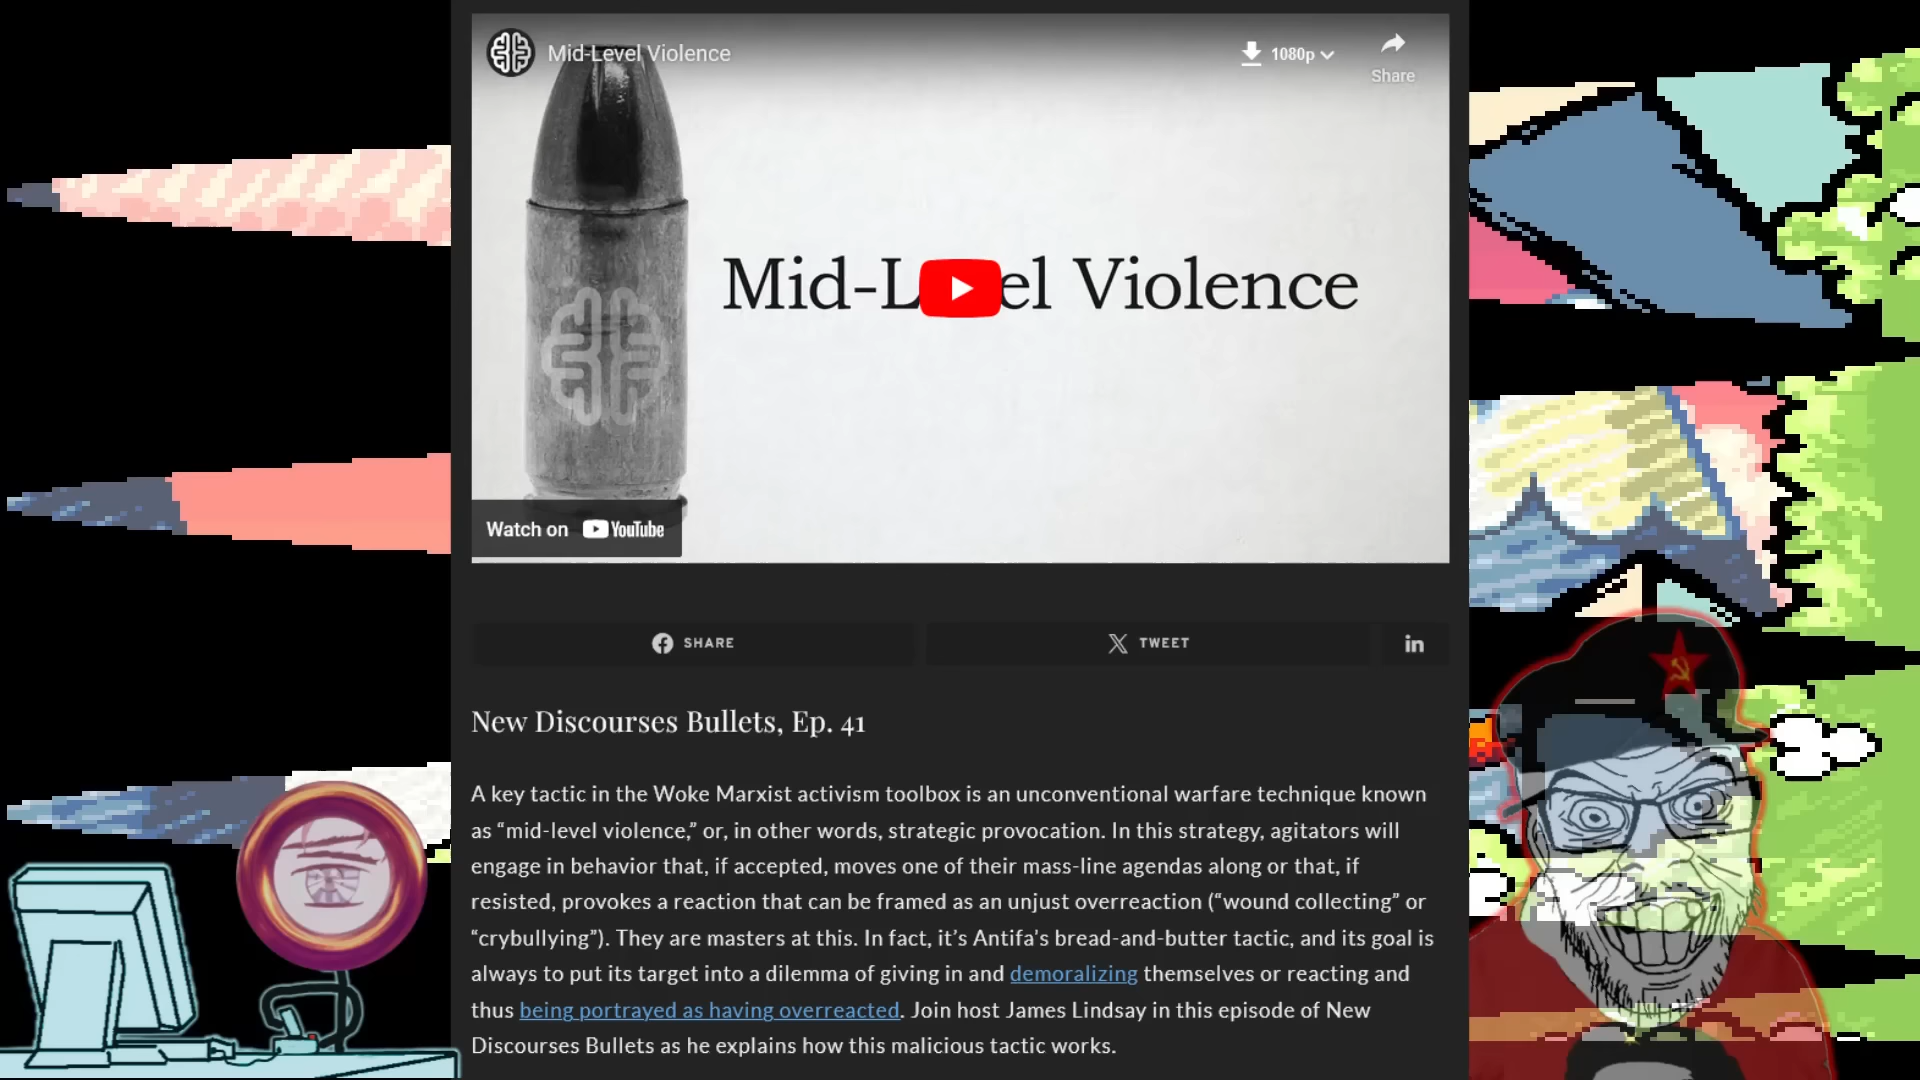 Mid-Level Violence
1080p
Share
Mid-L el Violence
Watch on YouTube
SHARE
TWEET
in
New Discourses Bullets, Ep. 41
A key tactic in the Woke Marxist activism toolbox is an unconventional warfare technique known
as “mid-level violence,” or, in other words, strategic provocation. In this strategy, agitators will
engage in behavior that, if accepted, moves one of their mass-line agendas along or that, if
resisted, provokes a reaction that can be framed as an unjust overreaction (“wound collecting” or
“crybullying”). They are masters at this. In fact, it’s Antifa’s bread-and-butter tactic, and its goal is
always to put its target into a dilemma of giving in and demoralizing themselves or reacting and
thus being portrayed as having overreacted. Join host James Lindsay in this episode of New
Discourses Bullets as he explains how this malicious tactic works.